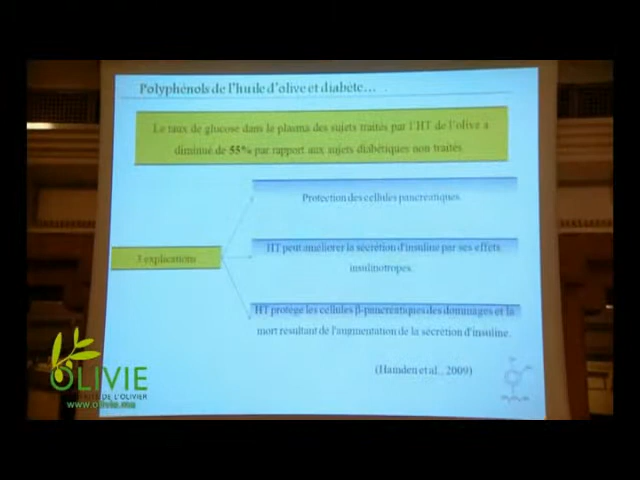 Polyphénols de l'huile d'olive et diabète…
Le taux de glucose dans le plasma des sujets traités par l'HT de l'olive a
diminué de 55% par rapport aux sujets diabétiques non traités.
Protection des cellules pancréatiques.
HT peut améliorer la sécrétion d'insuline par ses effets
insulinotropes.
3 explications
HT protège les cellules β-pancréatiques des dommages et la
mort résultant de l'augmentation de la sécrétion d'insuline.
(Hamden et al., 2009)
OLIVIE
DE L'OLIVIER
www.olivie.ma